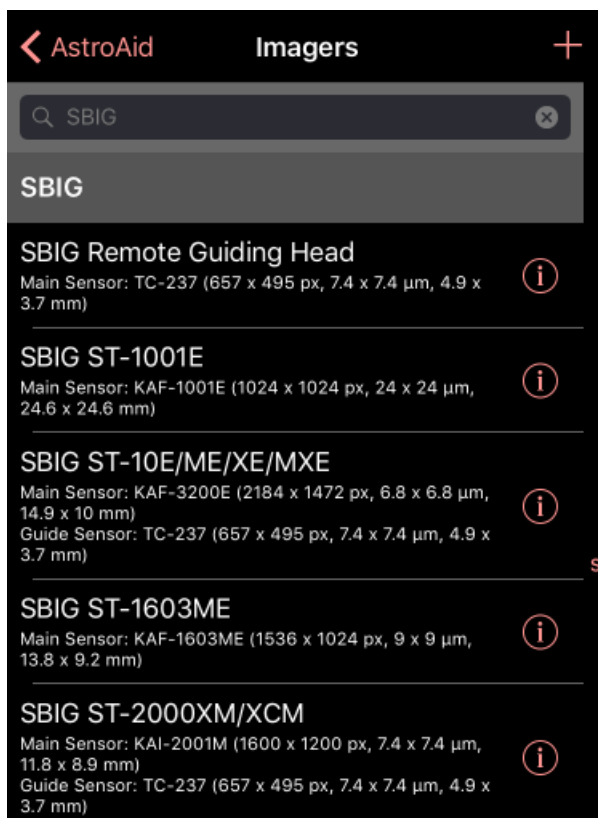 AstroAid
Imagers
SBIG
SBIG
SBIG Remote Guiding Head
Main Sensor: TC-237 (657 x 495 px, 7.4 x 7.4 µm, 4.9 x
3.7 mm)
SBIG ST-1001E
Main Sensor: KAF-1001E (1024 x 1024 px, 24 x 24 µm,
24.6 x 24.6 mm)
SBIG ST-10E/ME/XE/MXE
Main Sensor: KAF-3200E (2184 x 1472 px, 6.8 x 6.8 µm,
14.9 x 10 mm)
Guide Sensor: TC-237 (657 x 495 px, 7.4 x 7.4 µm, 4.9 x
3.7 mm)
s
SBIG ST-1603ME
Main Sensor: KAF-1603ME (1536 x 1024 px, 9 x 9 µm,
13.8 x 9.2 mm)
SBIG ST-2000XM/XCM
Main Sensor: KAI-2001M (1600 x 1200 px, 7.4 x 7.4 µm,
11.8 x 8.9 mm)
Guide Sensor: TC-237 (657 x 495 px, 7.4 x 7.4 µm, 4.9 x
3.7 mm)